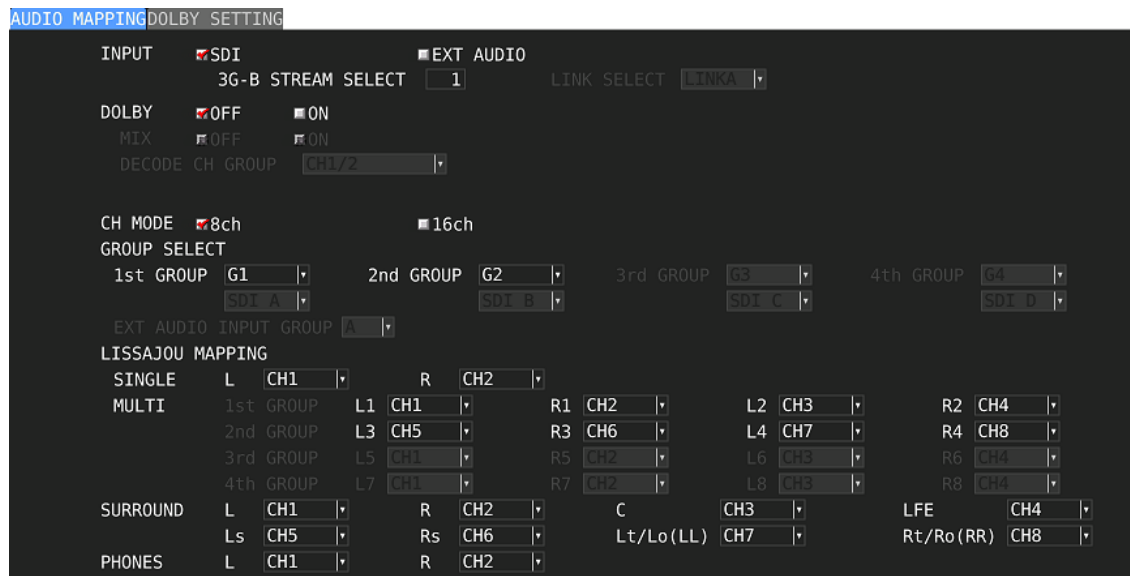 AUDIO MAPPING DOLBY SETTING
INPUT SDI EXT AUDIO
3G-B STREAM SELECT 1 LINK SELECT LINKA
DOLBY OFF ON
MIX OFF ON
DECODE CH GROUP CH1/2
CH MODE 8ch 16ch
GROUP SELECT
1st GROUP G1 2nd GROUP G2 3rd GROUP G3 4th GROUP G4
SDI A SDI B SDI C SDI D
EXT AUDIO INPUT GROUP A
LISSAJOU MAPPING
SINGLE L CH1 R CH2
MULTI 1st GROUP L1 CH1 R1 CH2 L2 CH3 R2 CH4
2nd GROUP L3 CH5 R3 CH6 L4 CH7 R4 CH8
3rd GROUP L5 CH1 R5 CH2 L6 CH3 R6 CH4
4th GROUP L7 CH1 R7 CH2 L8 CH3 R8 CH4
SURROUND L CH1 R CH2 C CH3 LFE CH4
Ls CH5 Rs CH6 Lt/Lo(LL) CH7 Rt/Ro(RR) CH8
PHONES L CH1 R CH2